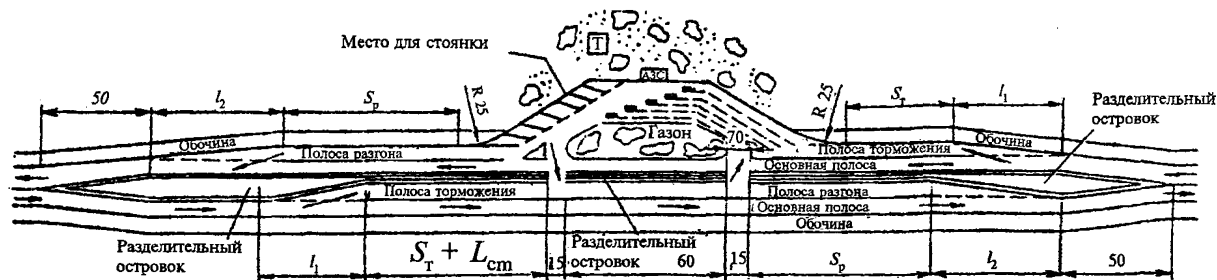 Место для стоянки
Т
АЗС
50
l₂
Sр
R 25
R 25
Sт
l₁
Разделительный
островок
Обочина
Полоса разгона
Газон
70
Полоса торможения
Обочина
Основная полоса
Полоса торможения
Полоса разгона
Основная полоса
Обочина
Разделительный
островок
Разделительный
островок
l₁
Sт + Lcm
15
60
15
Sр
l₂
50